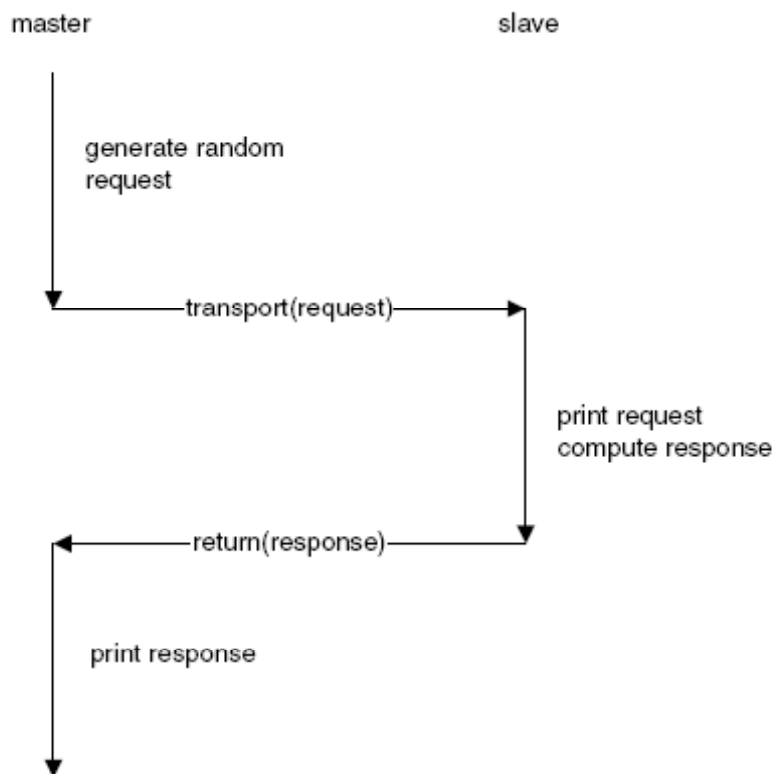 master
slave
generate random
request
transport(request)
print request
compute response
return(response)
print response